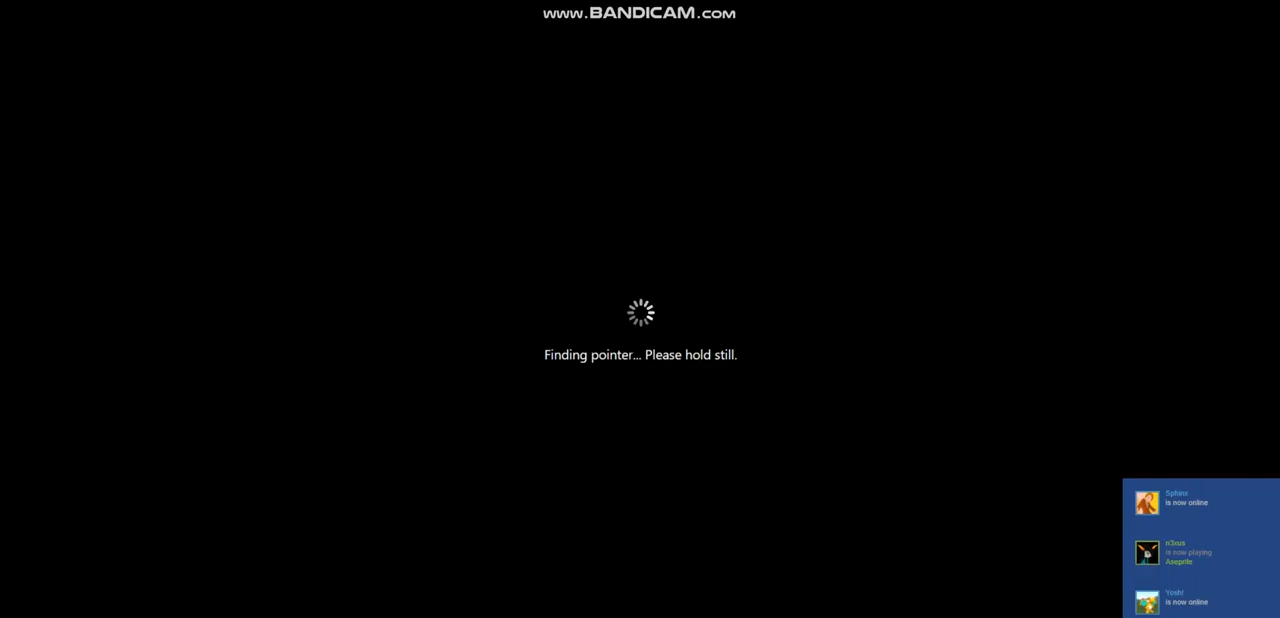 www.BANDICAM.com
Finding pointer... Please hold still.
Sphinx
is now online
n3xus
is now playing
Aseprite
Yosh!
is now online